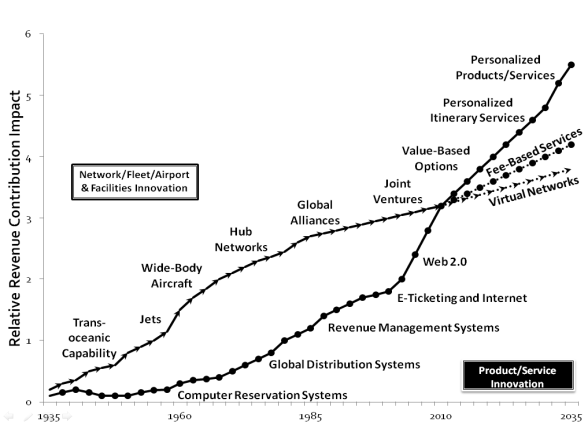 Relative Revenue Contribution Impact
6
5
4
3
2
1
0
1935
1960
1985
2010
2035
Network/Fleet/Airport
& Facilities Innovation
Trans-
oceanic
Capability
Jets
Wide-Body
Aircraft
Hub
Networks
Global
Alliances
Joint
Ventures
Value-Based
Options
Personalized
Itinerary Services
Personalized
Products/Services
Fee-Based Services
Virtual Networks
Web 2.0
E-Ticketing and Internet
Revenue Management Systems
Global Distribution Systems
Computer Reservation Systems
Product/Service
Innovation